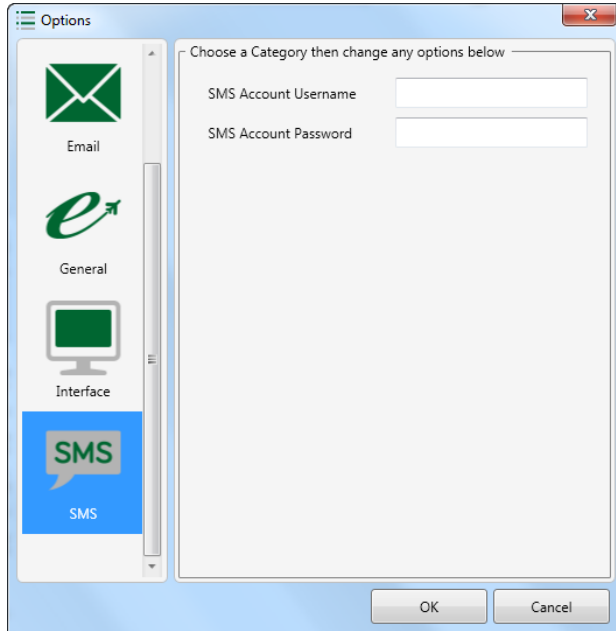 Options
Choose a Category then change any options below
SMS Account Username
SMS Account Password
Email
e
General
Interface
SMS
SMS
OK
Cancel